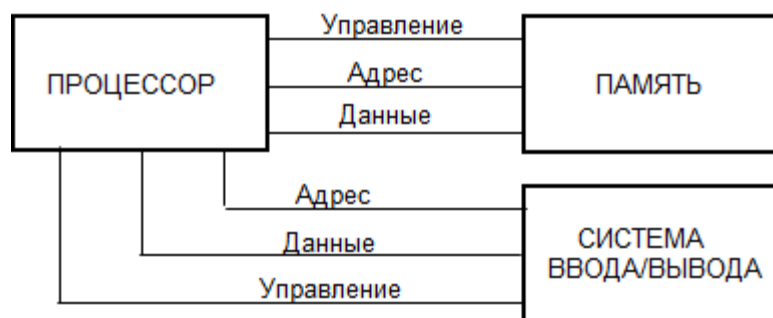 Управление
ПРОЦЕССОР
Адрес
ПАМЯТЬ
Данные
Адрес
Данные
СИСТЕМА
ВВОДА/ВЫВОДА
Управление